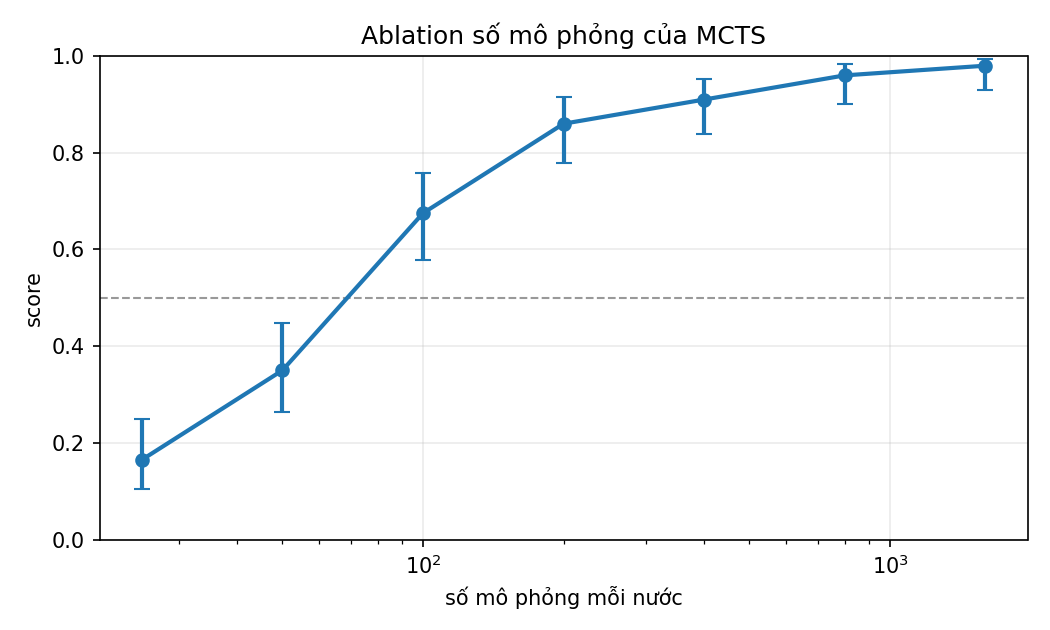 Ablation số mô phỏng của MCTS
1.0
0.8
0.6
0.4
0.2
0.0
score
10²
10³
số mô phỏng mỗi nước